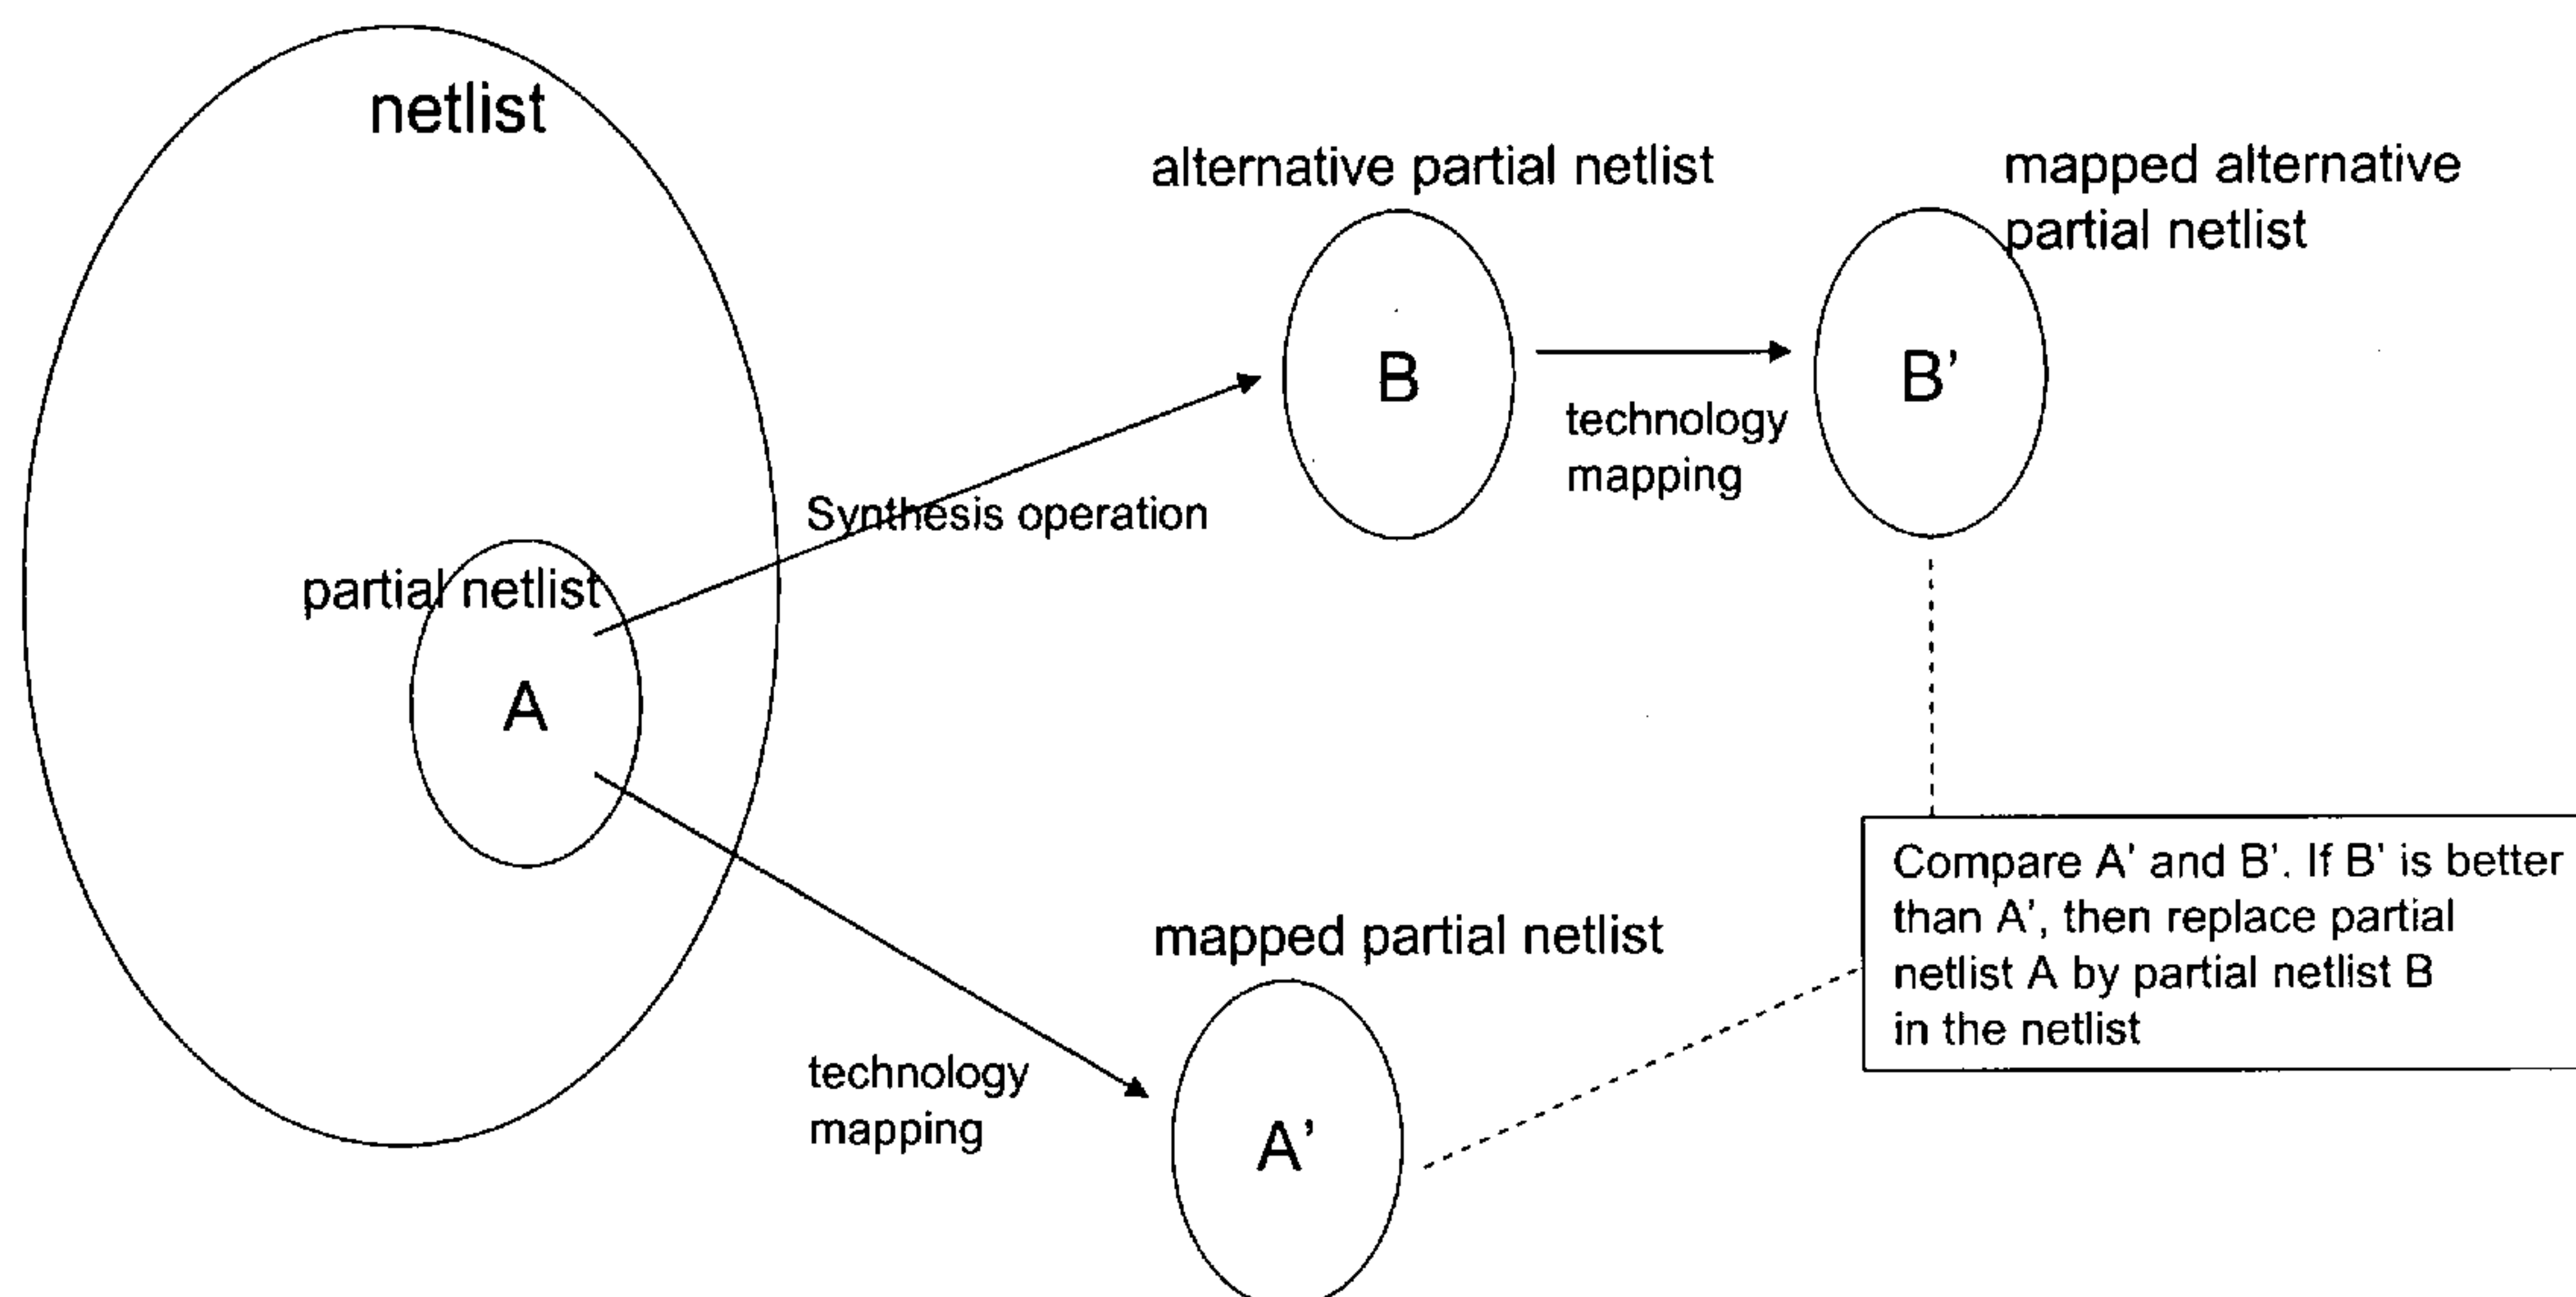 netlist
alternative partial netlist
mapped alternative
partial netlist
B
B’
technology
mapping
Synthesis operation
partial netlist
A
Compare A' and B'. If B' is better
than A', then replace partial
netlist A by partial netlist B
in the netlist
mapped partial netlist
technology
mapping
A’